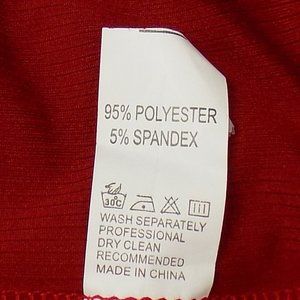 95% POLYESTER
5% SPANDEX
30°C
WASH SEPARATELY
PROFESSIONAL
DRY CLEAN
RECOMMENDED
MADE IN CHINA